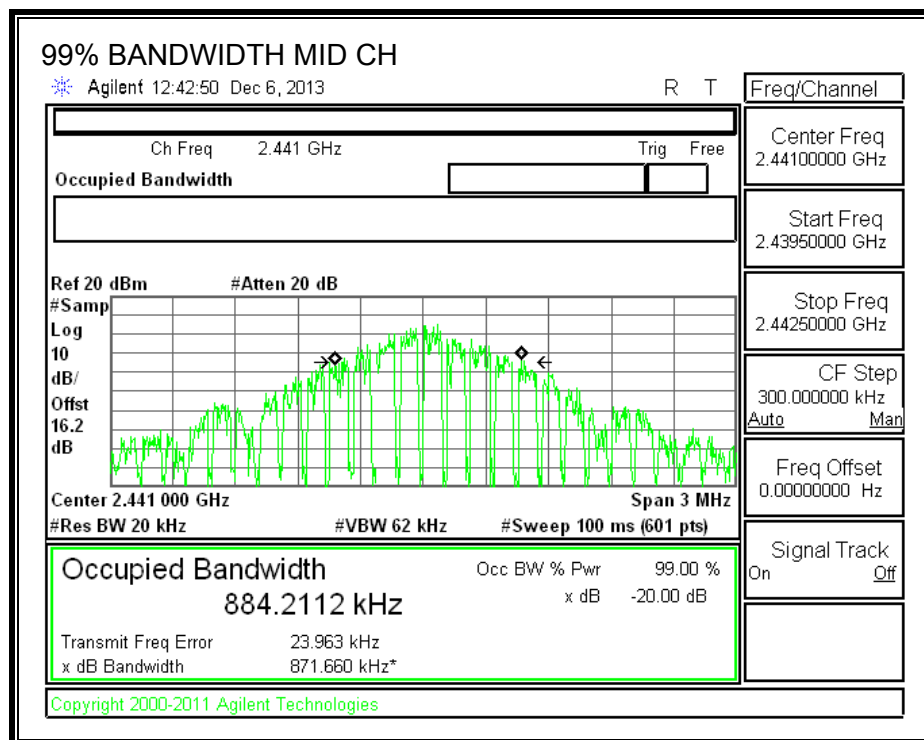 99% BANDWIDTH MID CH
Agilent 12:42:50 Dec 6, 2013 R T
Ch Freq 2.441 GHz Trig Free
Occupied Bandwidth
Ref 20 dBm #Atten 20 dB
#Samp
Log
10
dB/
Offst
16.2
dB
Center 2.441 000 GHz Span 3 MHz
#Res BW 20 kHz #VBW 62 kHz #Sweep 100 ms (601 pts)
Occupied Bandwidth Occ BW % Pwr 99.00 %
884.2112 kHz x dB -20.00 dB
Transmit Freq Error 23.963 kHz
x dB Bandwidth 871.660 kHz*
Copyright 2000-2011 Agilent Technologies
Freq/Channel
Center Freq
2.44100000 GHz
Start Freq
2.43950000 GHz
Stop Freq
2.44250000 GHz
CF Step
300.000000 kHz
Auto Man
Freq Offset
0.00000000 Hz
Signal Track
On Off